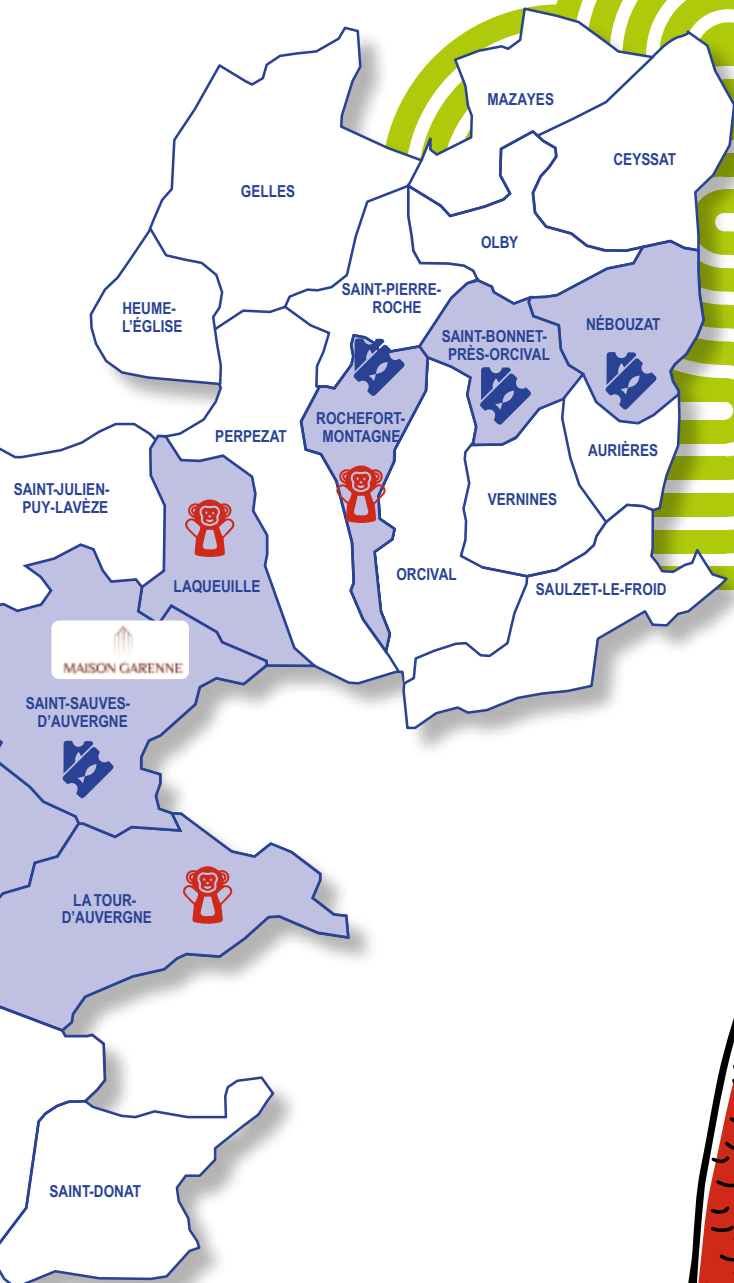 MAZAYES
CEYSSAT
GELLES
OLBY
SAINT-PIERRE-
ROCHE
HEUME-
L'ÉGLISE
NÉBOUZAT
SAINT-BONNET-
PRÈS-ORCIVAL
ROCHEFORT-
MONTAGNE
PERPEZAT
AURIÈRES
SAINT-JULIEN-
PUY-LAVÈZE
VERNINES
ORCIVAL
LAQUEUILLE
SAULZET-LE-FROID
MAISON GARENNE
SAINT-SAUVES-
D'AUVERGNE
LA TOUR-
D'AUVERGNE
SAINT-DONAT